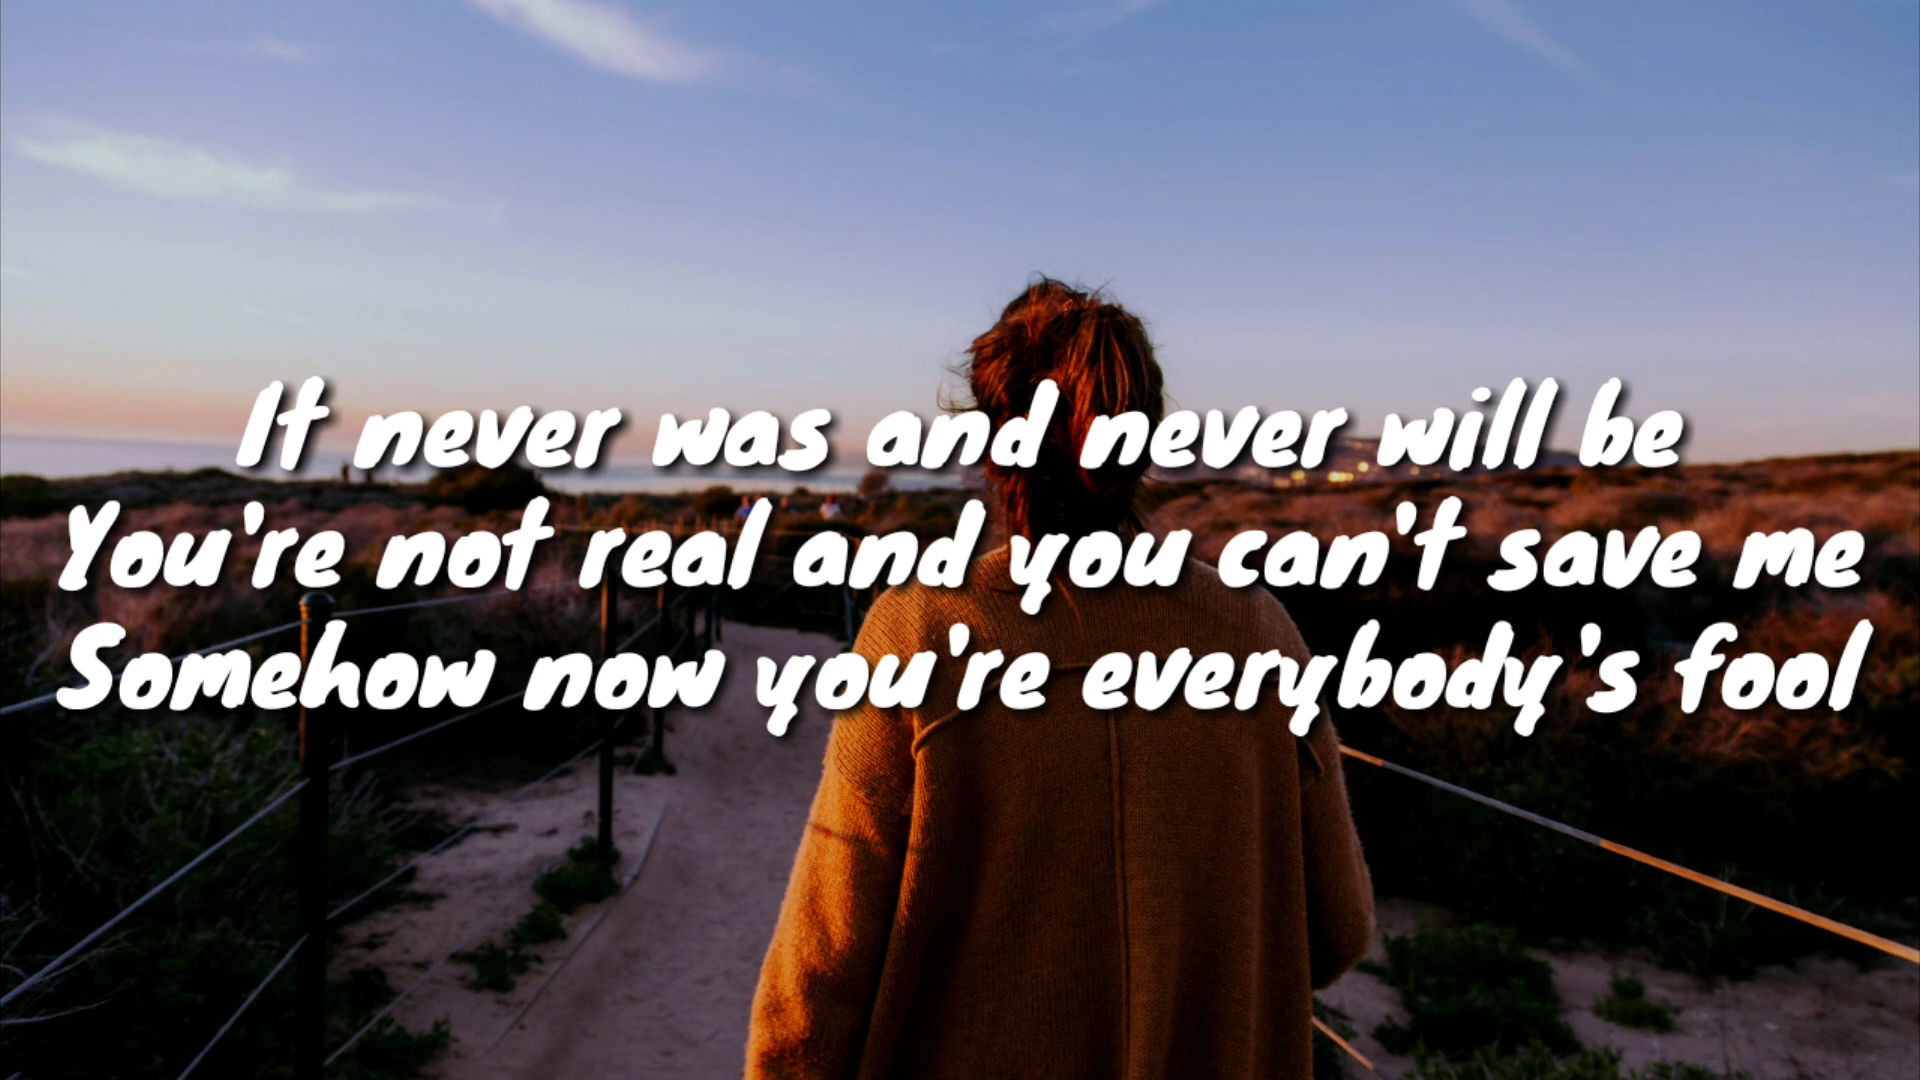 It never was and never will be
You're not real and you can't save me
Somehow now you're everybody's fool